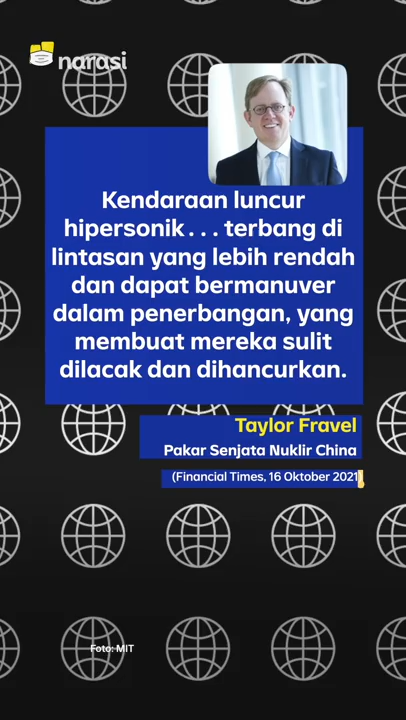 narasi
Kendaraan luncur
hipersonik... terbang di
lintasan yang lebih rendah
dan dapat bermanuver
dalam penerbangan, yang
membuat mereka sulit
dilacak dan dihancurkan.
Taylor Fravel
Pakar Senjata Nuklir China
(Financial Times, 16 Oktober 2021)
Foto: MIT